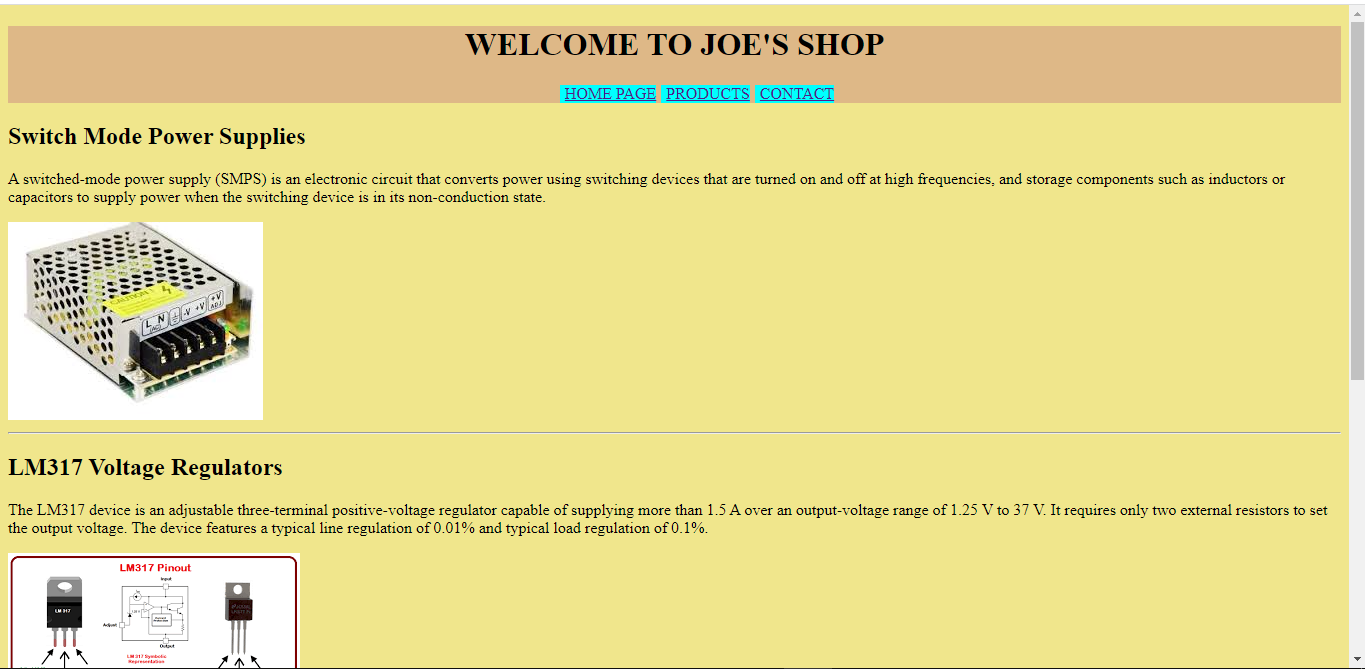 WELCOME TO JOE'S SHOP
HOME PAGE PRODUCTS CONTACT
Switch Mode Power Supplies
A switched-mode power supply (SMPS) is an electronic circuit that converts power using switching devices that are turned on and off at high frequencies, and storage components such as inductors or
capacitors to supply power when the switching device is in its non-conduction state.
CAUTION!
L N -V +V +V
(AC) ADJ
LM317 Voltage Regulators
The LM317 device is an adjustable three-terminal positive-voltage regulator capable of supplying more than 1.5 A over an output-voltage range of 1.25 V to 37 V. It requires only two external resistors to set
the output voltage. The device features a typical line regulation of 0.01% and typical load regulation of 0.1%.
LM317 Pinout
Input
LM 317
Adjust
Output
LM 317 Symbolic
Representation